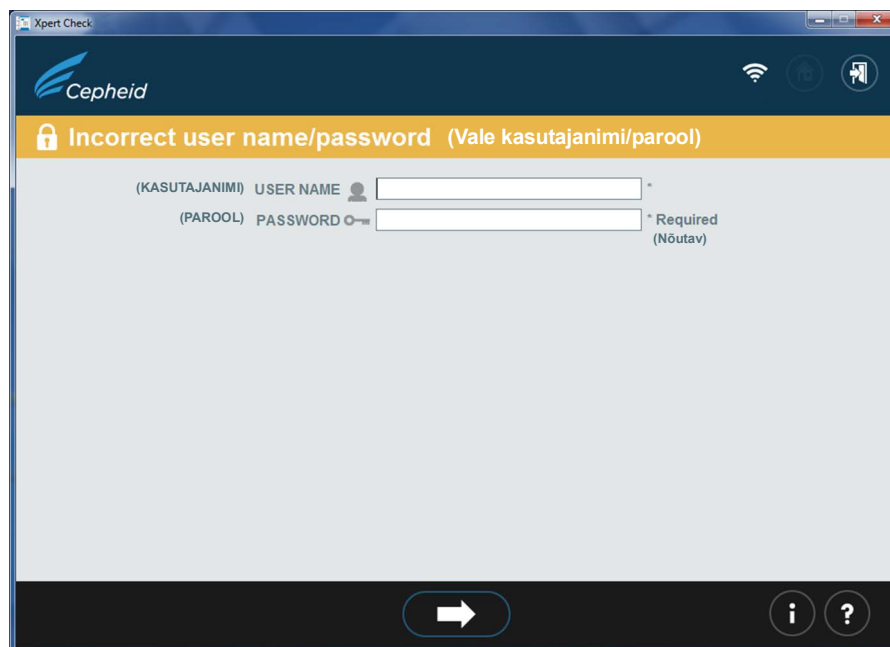 Xpert Check
Cepheid
Incorrect user name/password (Vale kasutajanimi/parool)
(KASUTAJANIMI) USER NAME *
(PAROOL) PASSWORD * Required
(Nõutav)
i ?